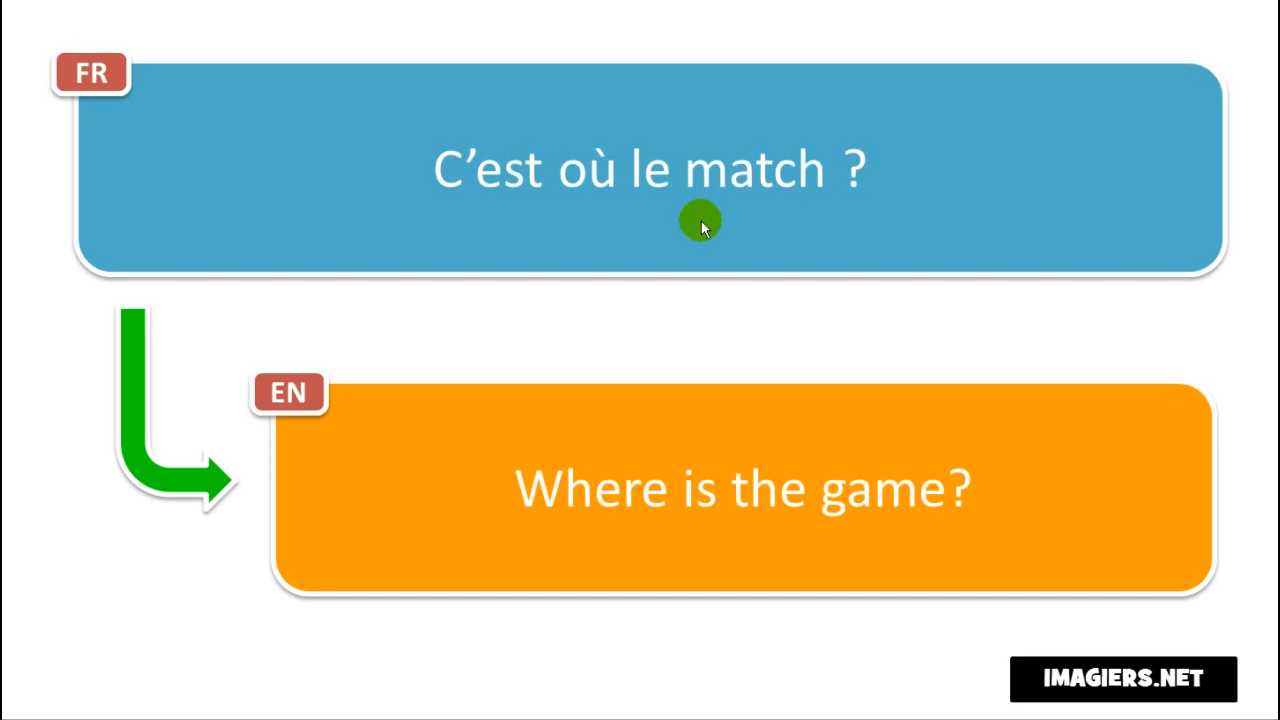 FR
C’est où le match ?
EN
Where is the game?
IMAGIERS.NET